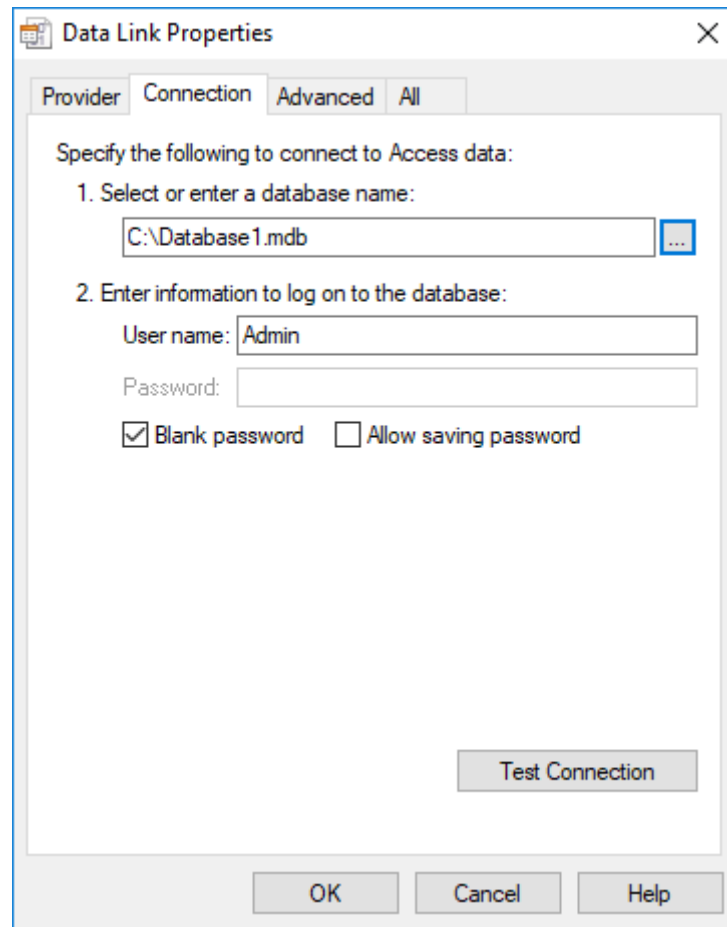 Data Link Properties
Provider Connection Advanced All
Specify the following to connect to Access data:
1. Select or enter a database name:
C:\Database1.mdb ...
2. Enter information to log on to the database:
User name: Admin
Password:
Blank password Allow saving password
Test Connection
OK Cancel Help